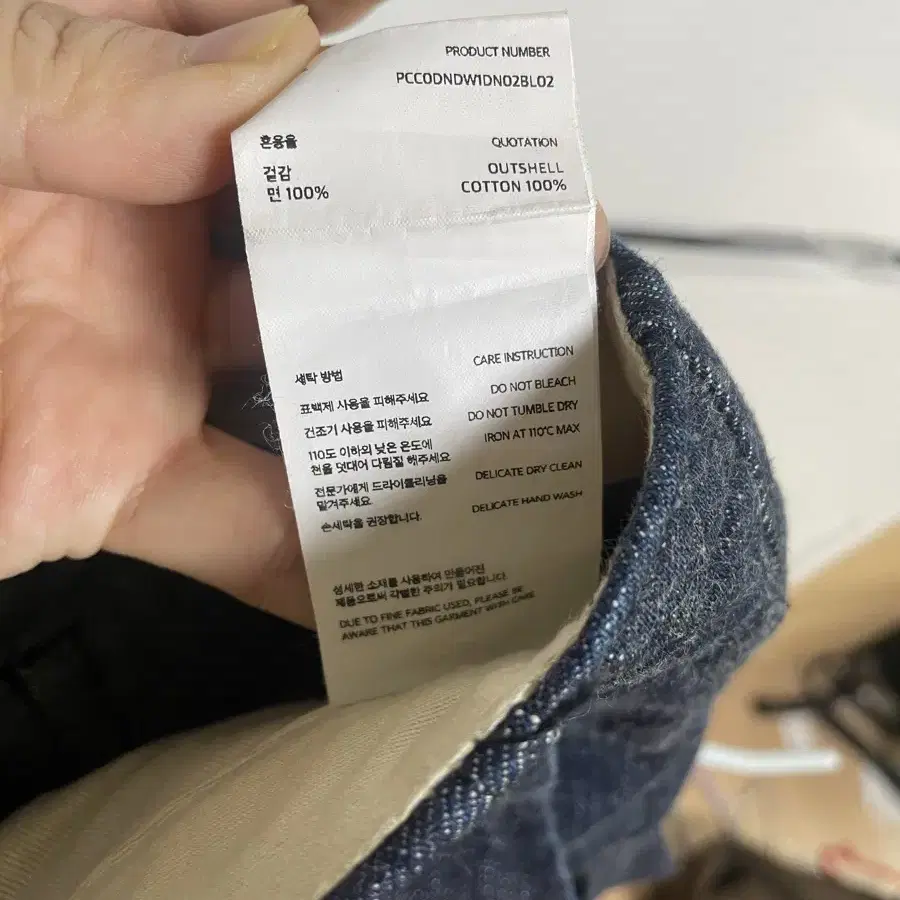 PRODUCT NUMBER
PCC0DNDW1DN02BL02
혼용율
QUOTATION
겉감
OUTSHELL
면 100%
COTTON 100%
세탁 방법
CARE INSTRUCTION
표백제 사용을 피해주세요
DO NOT BLEACH
건조기 사용을 피해주세요
DO NOT TUMBLE DRY
110도 이하의 낮은 온도에
천을 덧대어 다림질 해주세요
IRON AT 110℃ MAX
전문가에게 드라이클리닝을
맡겨주세요.
DELICATE DRY CLEAN
손세탁을 권장합니다.
DELICATE HAND WASH
섬세한 소재를 사용하여 만들어진
제품으로써 각별한 주의가 필요합니다.
DUE TO FINE FABRIC USED, PLEASE BE
AWARE THAT THIS GARMENT WITH CARE